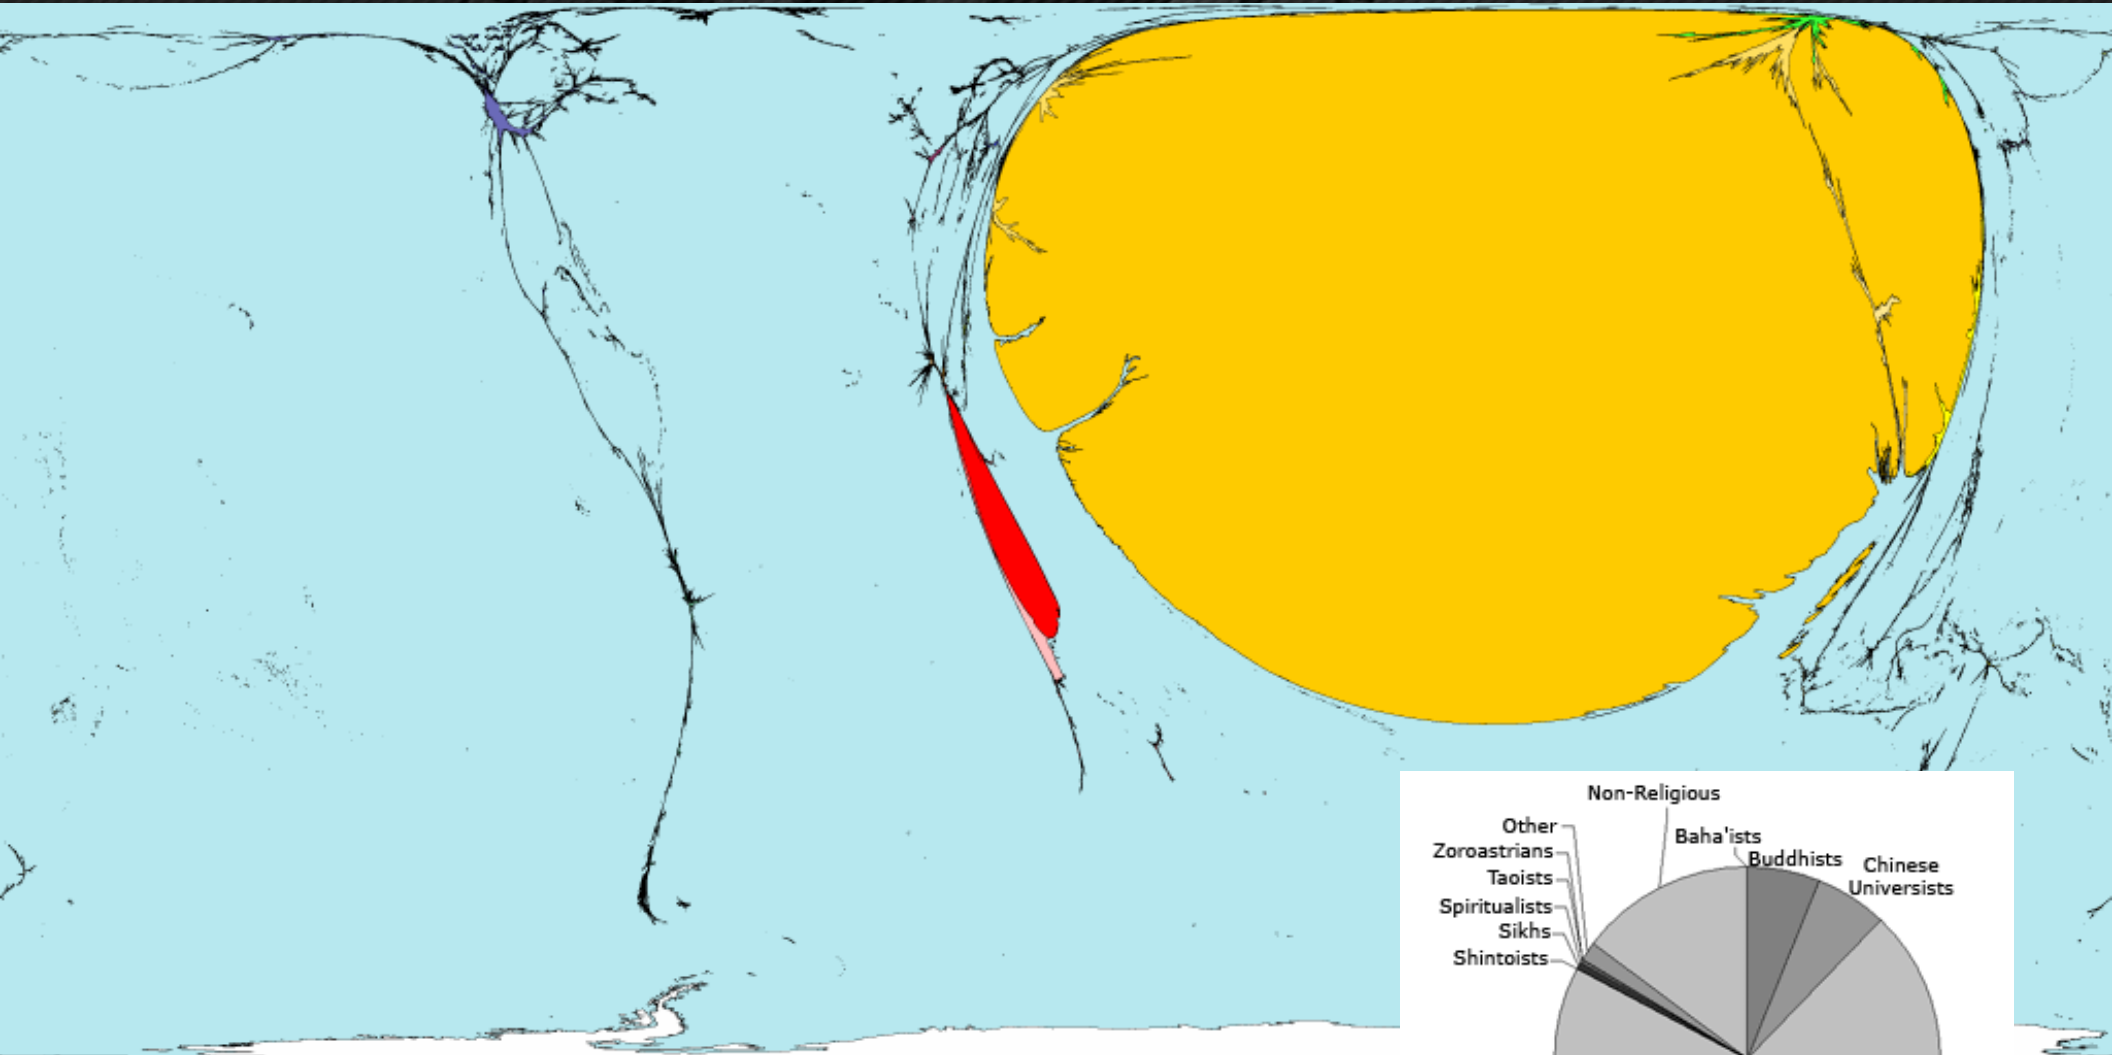 Non-Religious
Other
Baha'ists
Zoroastrians
Buddhists
Chinese
Universists
Taoists
Spiritualists
Sikhs
Shintoists